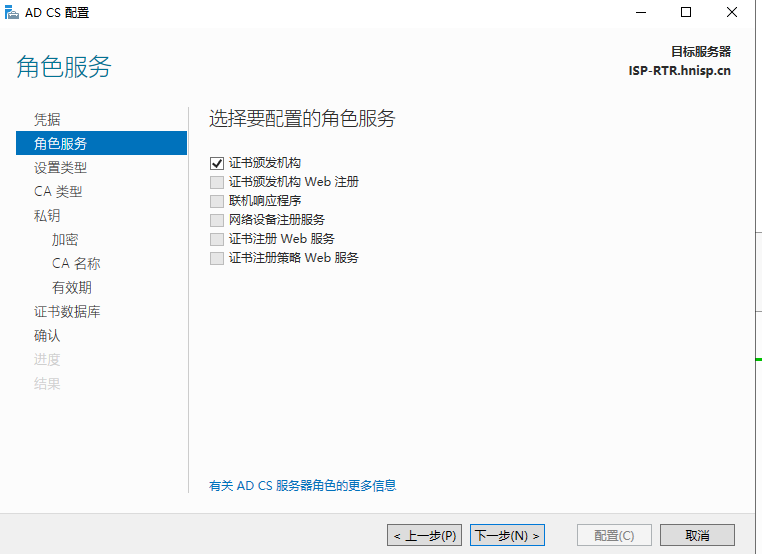 AD CS 配置
角色服务
目标服务器
ISP-RTR.hnisp.cn
凭据
角色服务
设置类型
CA 类型
私钥
加密
CA 名称
有效期
证书数据库
确认
进度
结果
选择要配置的角色服务
证书颁发机构
证书颁发机构 Web 注册
联机响应程序
网络设备注册服务
证书注册 Web 服务
证书注册策略 Web 服务
有关 AD CS 服务器角色的更多信息
< 上一步(P)
下一步(N) >
配置(C)
取消